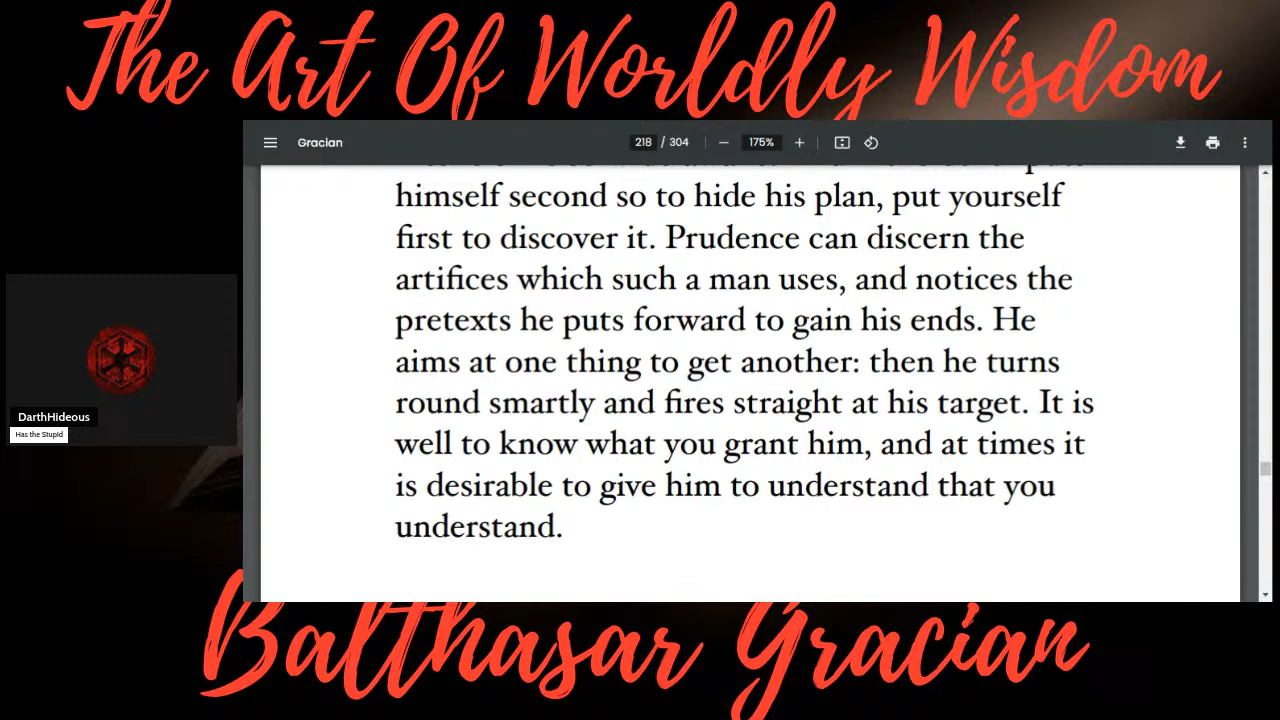 The Art Of Worldly Wisdom
Gracian
218 / 304
175%
himself second so to hide his plan, put yourself
first to discover it. Prudence can discern the
artifices which such a man uses, and notices the
pretexts he puts forward to gain his ends. He
aims at one thing to get another: then he turns
round smartly and fires straight at his target. It is
well to know what you grant him, and at times it
is desirable to give him to understand that you
understand.
DarthHideous
Has the Stupid
Balthasar Gracian